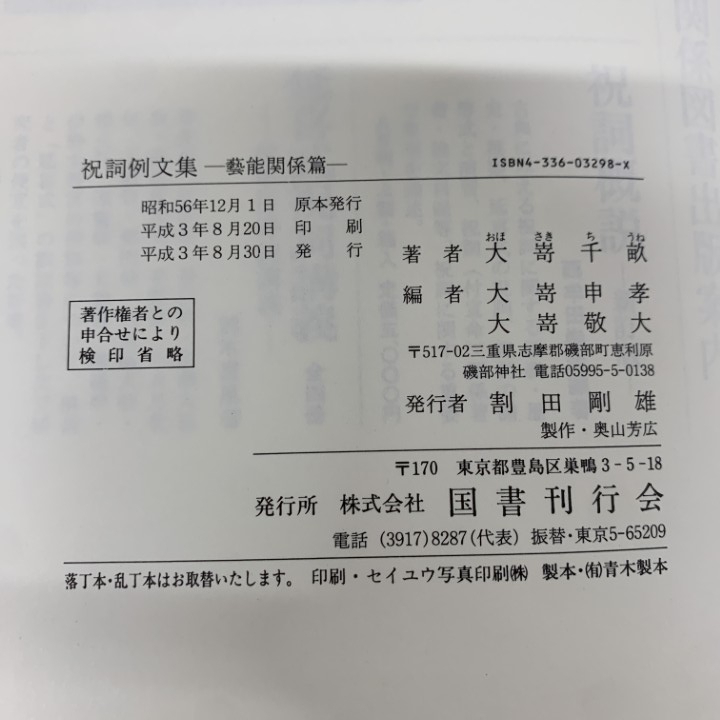 祝詞例文集 ―藝能関係篇―
ISBN4-336-03298-X
昭和56年12月1日 原本発行
平成3年8月20日 印刷
平成3年8月30日 発行
おほ さき ち うね
著者 大嵜千畝
編者 大嵜申孝
大嵜敬大
〒517-02三重県志摩郡磯部町恵利原
磯部神社 電話05995-5-0138
著作権者との
申合せにより
検印省略
発行者 割田剛雄
製作・奥山芳広
〒170 東京都豊島区巣鴨3-5-18
発行所 株式会社 国書刊行会
電話 (3917)8287(代表) 振替・東京5-65209
落丁本・乱丁本はお取替いたします。 印刷・セイユウ写真印刷㈱ 製本・㈲青木製本